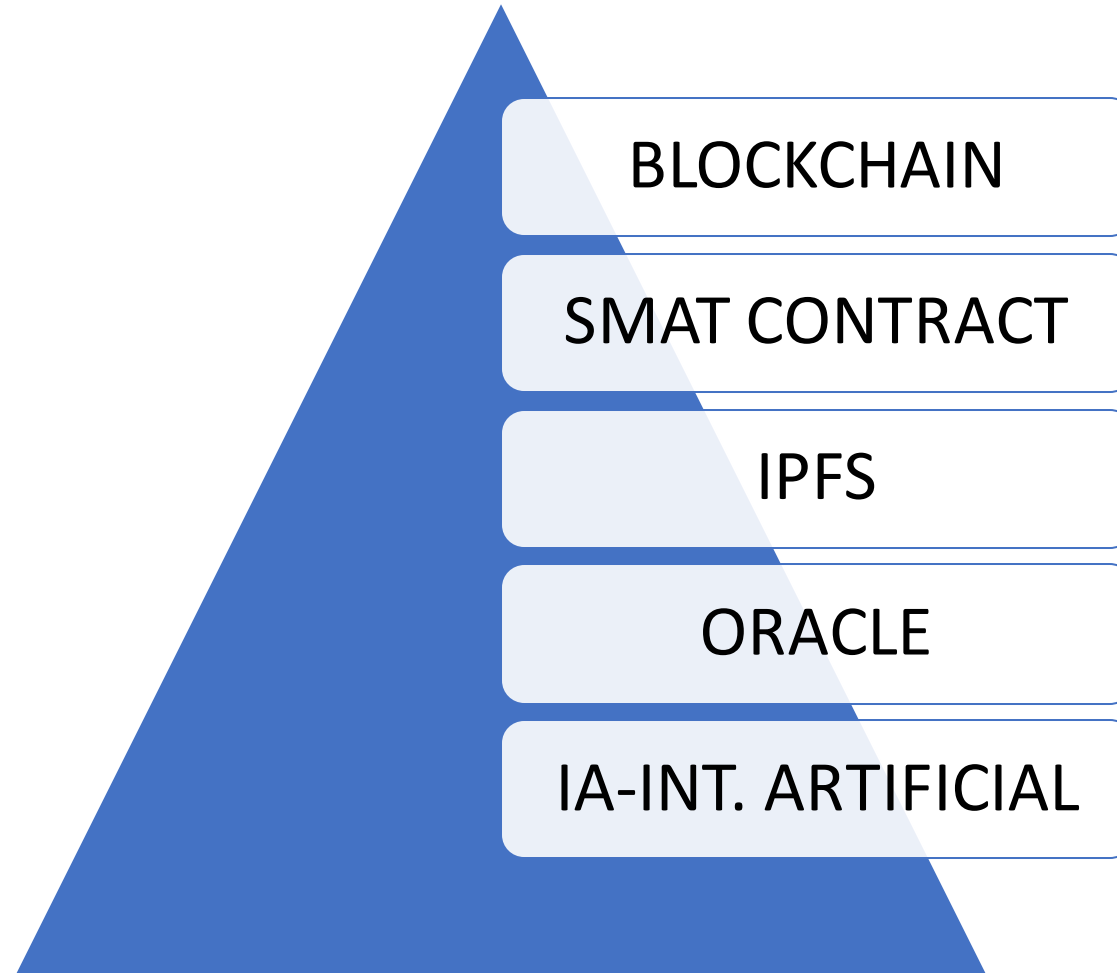 BLOCKCHAIN
SMAT CONTRACT
IPFS
ORACLE
IA-INT. ARTIFICIAL